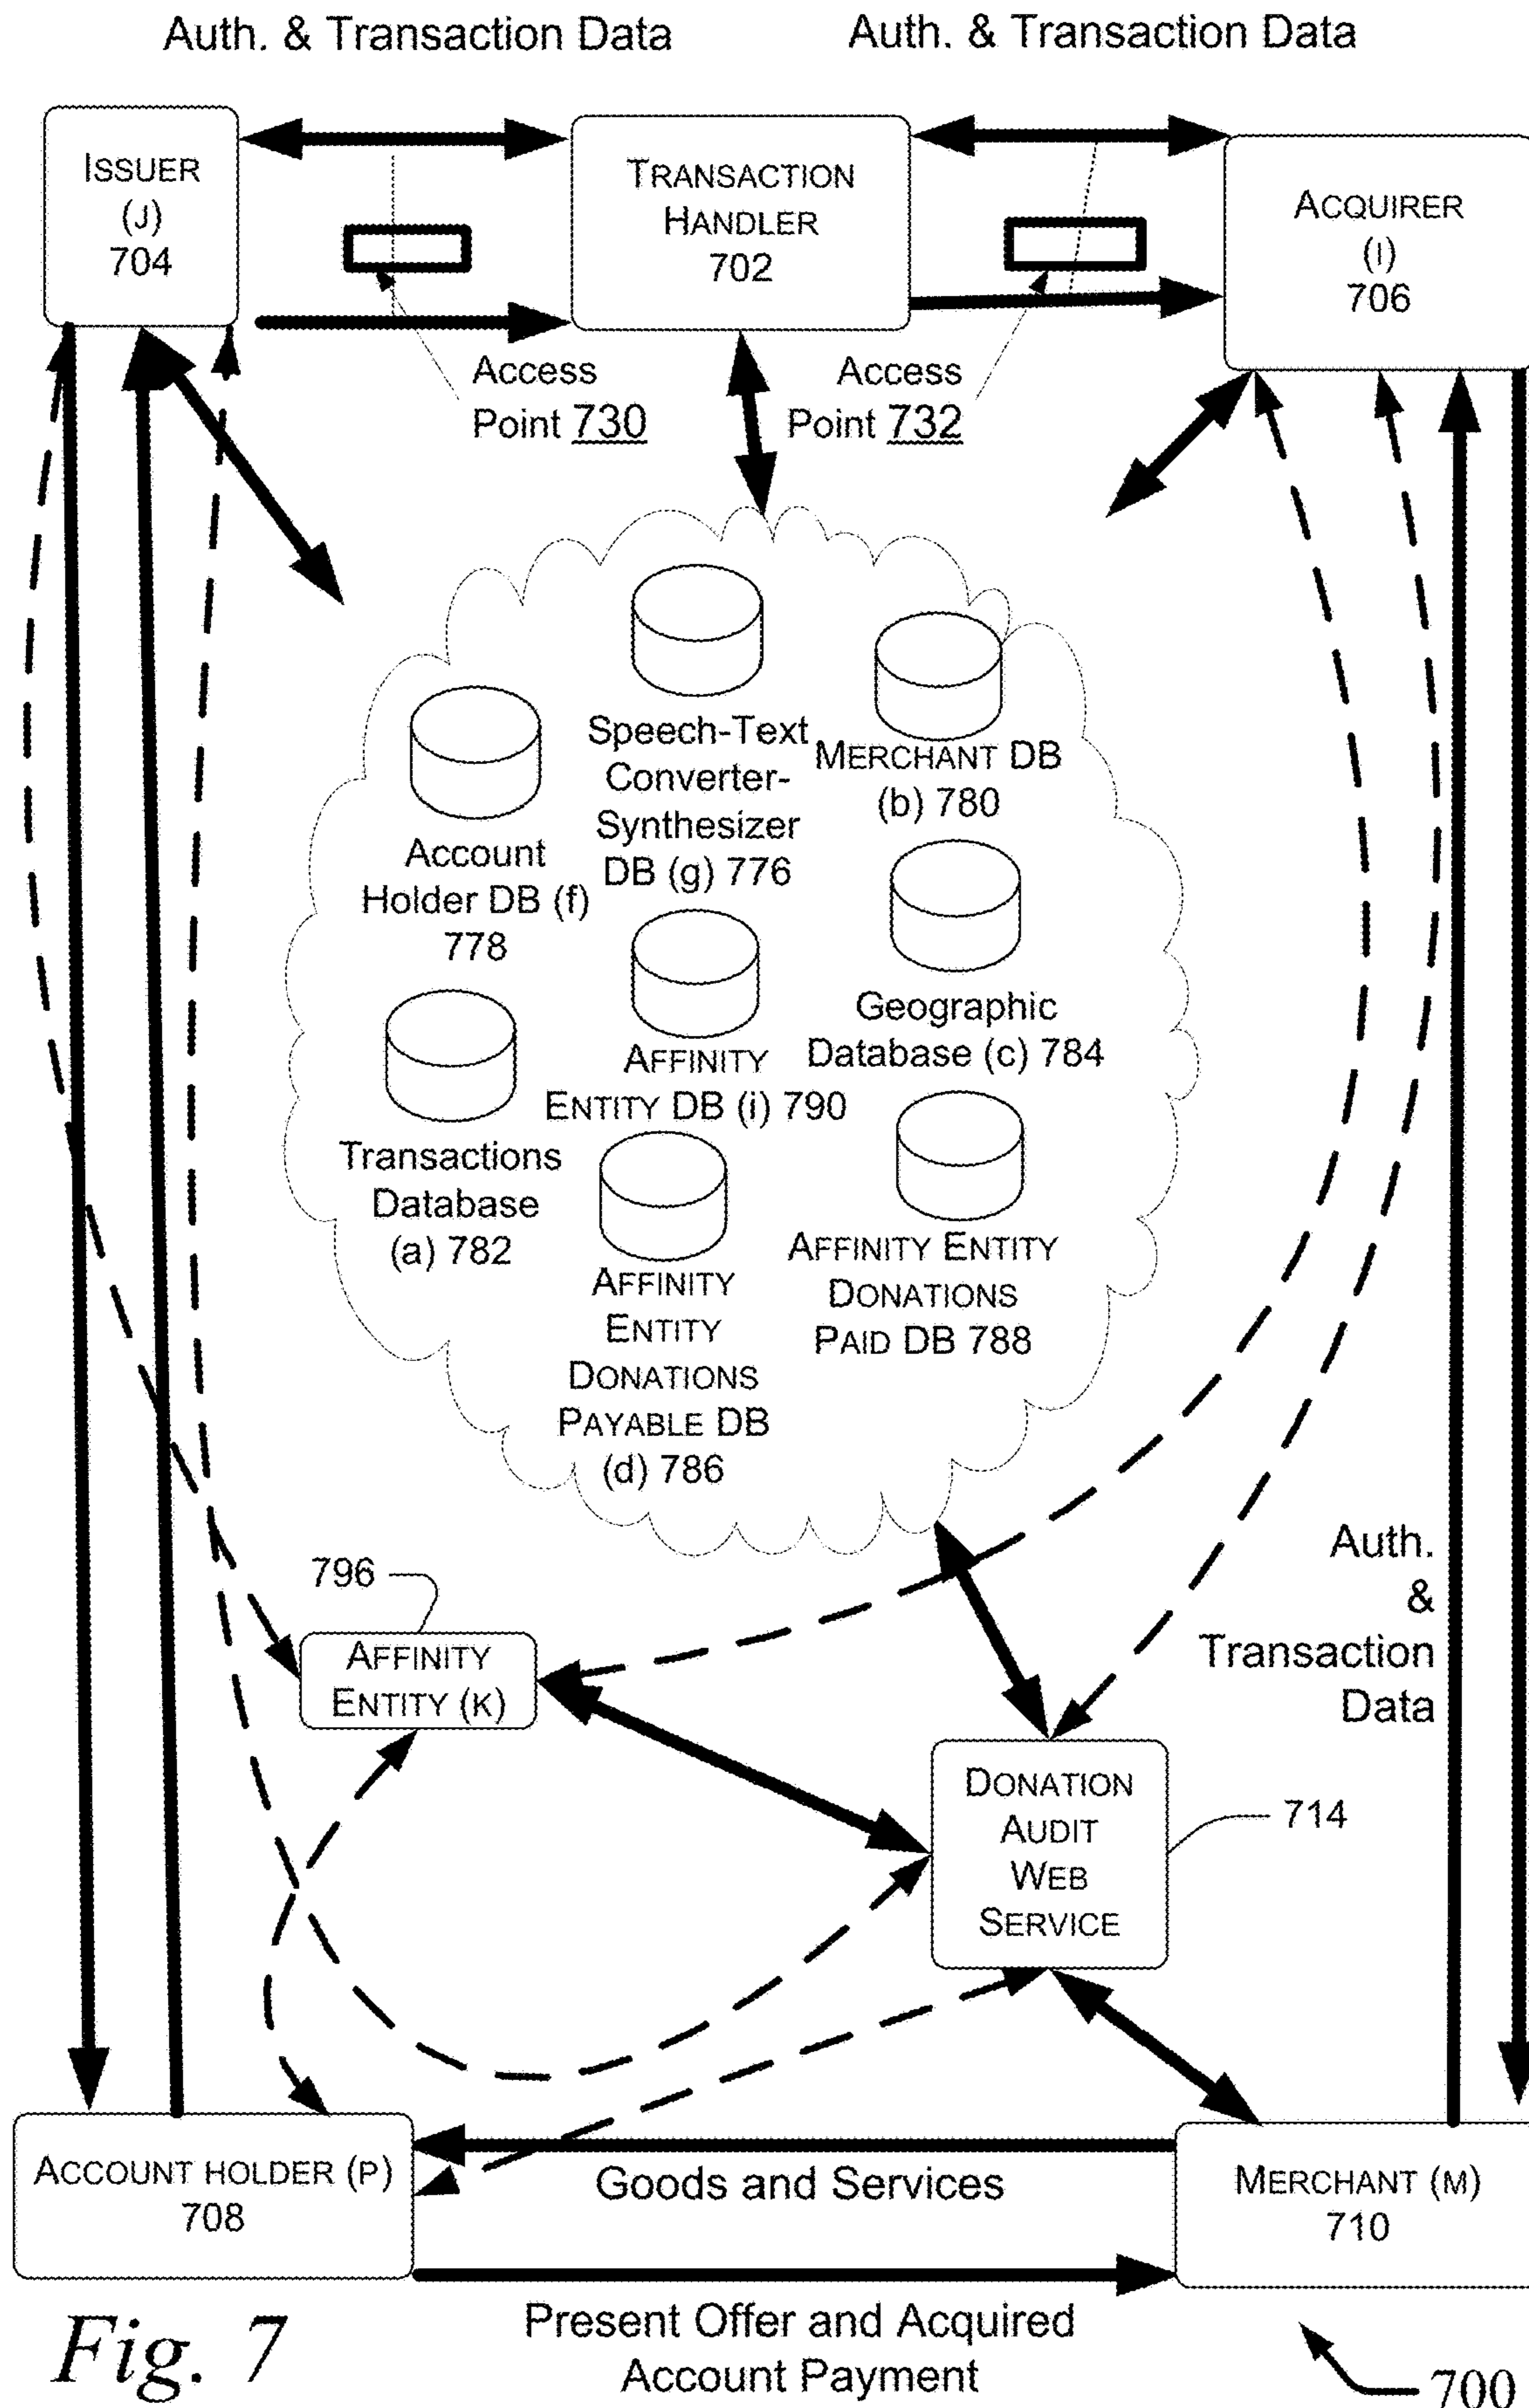 Auth. & Transaction Data
Auth. & Transaction Data
ISSUER
(J)
704
TRANSACTION
HANDLER
702
ACQUIRER
(I)
706
Access
Point 730
Access
Point 732
Speech-Text
Converter-
Synthesizer
DB (g) 776
MERCHANT DB
(b) 780
Account
Holder DB (f)
778
Geographic
Database (c) 784
AFFINITY
ENTITY DB (i) 790
Transactions
Database
(a) 782
AFFINITY ENTITY
DONATIONS
PAID DB 788
AFFINITY
ENTITY
DONATIONS
PAYABLE DB
(d) 786
Auth.
&
Transaction
Data
796
AFFINITY
ENTITY (K)
DONATION
AUDIT
WEB
SERVICE
714
ACCOUNT HOLDER (P)
708
Goods and Services
MERCHANT (M)
710
Present Offer and Acquired
Account Payment
Fig. 7
700